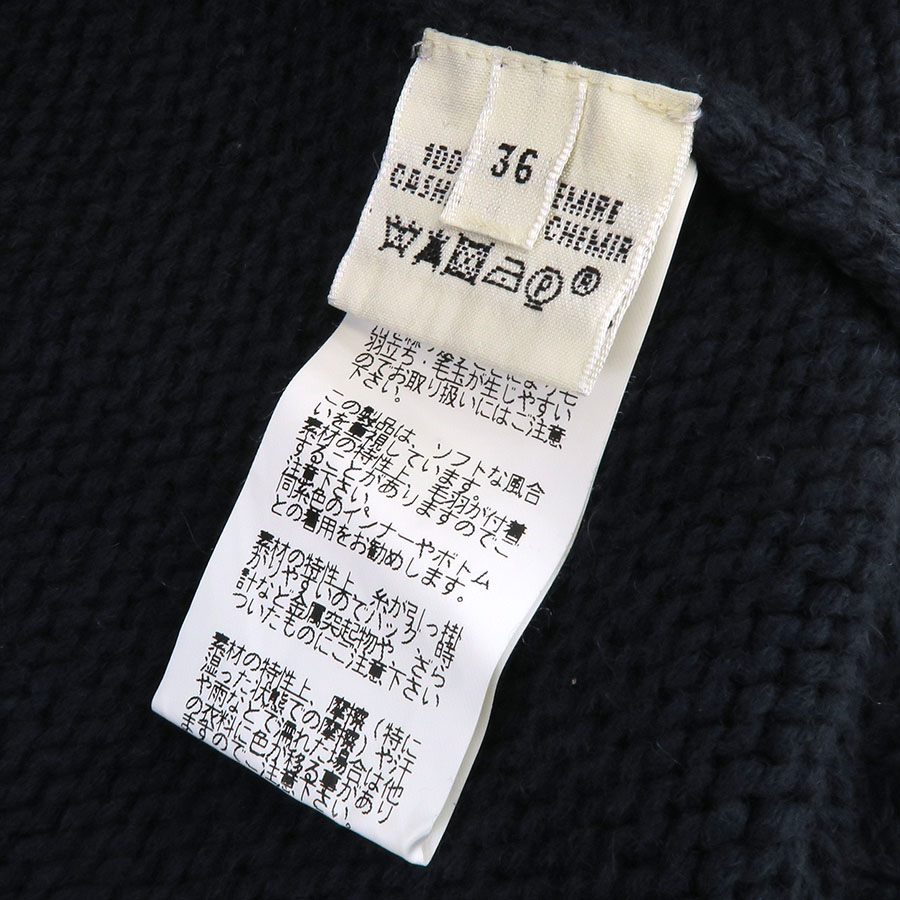 36
100
CASH EMIRE
CHEMIR
P
®
羽立ち・毛玉が生じやすい
のでお取り扱いにはご注意
下さい。
この製品は、ソフトな風合
いを重視しています。
素材の特性上、毛羽が付着
することがありますのでご
注意下さい。
同系色のインナーやボトム
との着用をお勧めします。
素材の特性上、糸が引っ掛
かりやすいのでバッグ、時
計など金属突起物や、ざら
ついたものにご注意下さい
素材の特性上、摩擦(特に
湿った状態での摩擦)や汗
や雨などで濡れた場合は他
の衣料に色が移る事があり
ますのでご注意下さい。